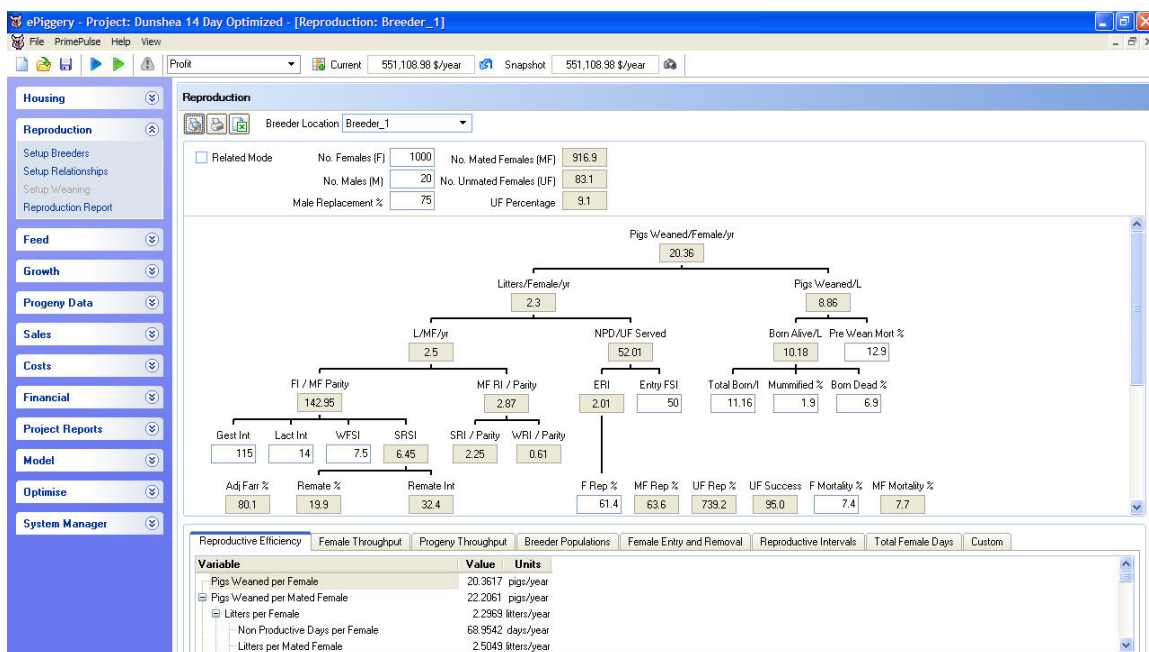 ePiggery - Project: Dunshea 14 Day Optimized - [Reproduction: Breeder_1]
File PrimePulse Help View
Profit Current 551,108.98 $/year Snapshot 551,108.98 $/year
Housing
Reproduction
Setup Breeders
Setup Relationships
Setup Weaning
Reproduction Report
Feed
Growth
Progeny Data
Sales
Costs
Financial
Project Reports
Model
Optimise
System Manager
Reproduction
Breeder Location Breeder_1
Related Mode No. Females (F) 1000 No. Mated Females (MF) 916.9
No. Males (M) 20 No. Unmated Females (UF) 83.1
Male Replacement % 75 UF Percentage 9.1
Pigs Weaned/Female/yr
20.36
Litters/Female/yr Pigs Weaned/L
2.3 8.86
L/MF/yr NPD/UF Served Born Alive/L Pre Wean Mort %
2.5 52.01 10.18 12.9
FI / MF Parity MF RI / Parity ERI Entry FSI Total Born/l Mummified % Born Dead %
142.95 2.87 2.01 50 11.16 1.9 6.9
Gest Int Lact Int WFSI SRSI SRI / Parity WRI / Parity
115 14 7.5 6.45 2.25 0.61
Adj Farr % Remate % Remate Int F Rep % MF Rep % UF Rep % UF Success F Mortality % MF Mortality %
80.1 19.9 32.4 61.4 63.6 739.2 95.0 7.4 7.7
Reproductive Efficiency Female Throughput Progeny Throughput Breeder Populations Female Entry and Removal Reproductive Intervals Total Female Days Custom
Variable Value Units
Pigs Weaned per Female 20.3617 pigs/year
Pigs Weaned per Mated Female 22.2061 pigs/year
Litters per Female 2.2969 litters/year
Non Productive Days per Female 68.9542 days/year
Litters per Mated Female 2.5049 litters/year